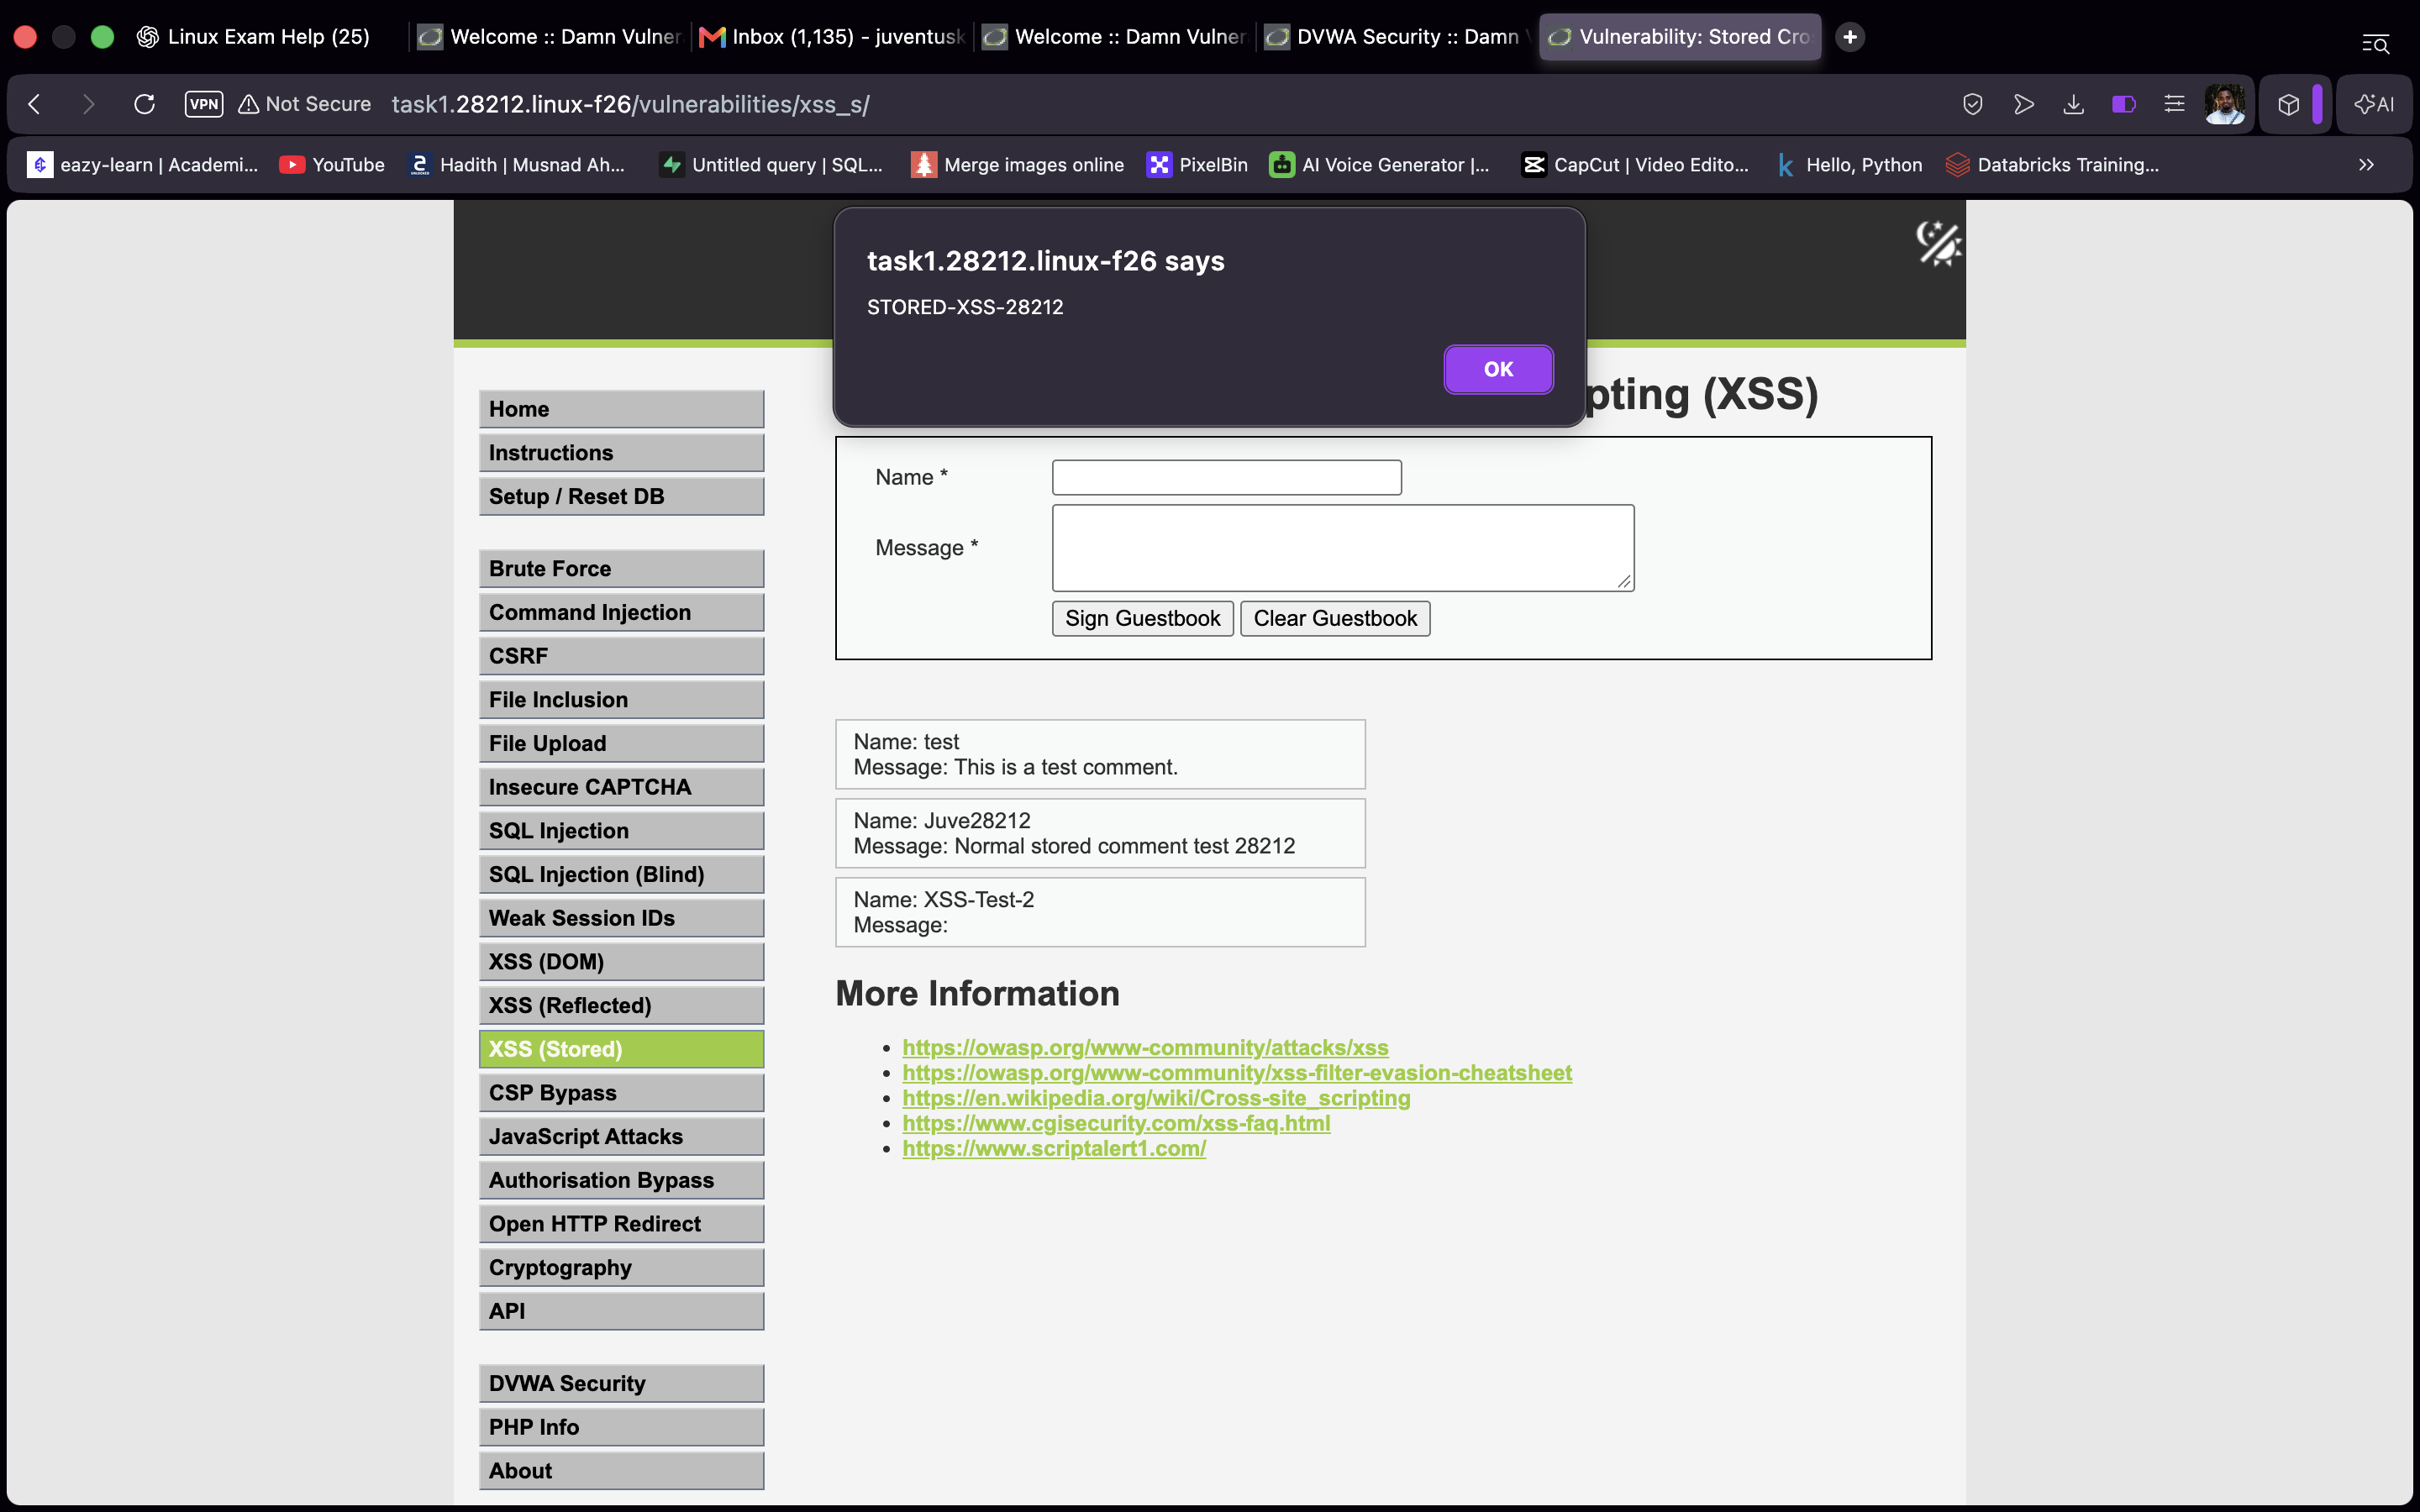 Linux Exam Help (25)
Welcome :: Damn Vulner
Inbox (1,135) - juventusk
Welcome :: Damn Vulner
DVWA Security :: Damn V
Vulnerability: Stored Cro
VPN
Not Secure
task1.28212.linux-f26/vulnerabilities/xss_s/
AI
eazy-learn | Academi...
YouTube
Hadith | Musnad Ah...
Untitled query | SQL...
Merge images online
PixelBin
AI Voice Generator |...
CapCut | Video Edito...
Hello, Python
Databricks Training...
task1.28212.linux-f26 says
STORED-XSS-28212
OK
pting (XSS)
Home
Instructions
Setup / Reset DB
Brute Force
Command Injection
CSRF
File Inclusion
File Upload
Insecure CAPTCHA
SQL Injection
SQL Injection (Blind)
Weak Session IDs
XSS (DOM)
XSS (Reflected)
XSS (Stored)
CSP Bypass
JavaScript Attacks
Authorisation Bypass
Open HTTP Redirect
Cryptography
API
DVWA Security
PHP Info
About
Name *
Message *
Sign Guestbook
Clear Guestbook
Name: test
Message: This is a test comment.
Name: Juve28212
Message: Normal stored comment test 28212
Name: XSS-Test-2
Message:
More Information
https://owasp.org/www-community/attacks/xss
https://owasp.org/www-community/xss-filter-evasion-cheatsheet
https://en.wikipedia.org/wiki/Cross-site_scripting
https://www.cgisecurity.com/xss-faq.html
https://www.scriptalert1.com/